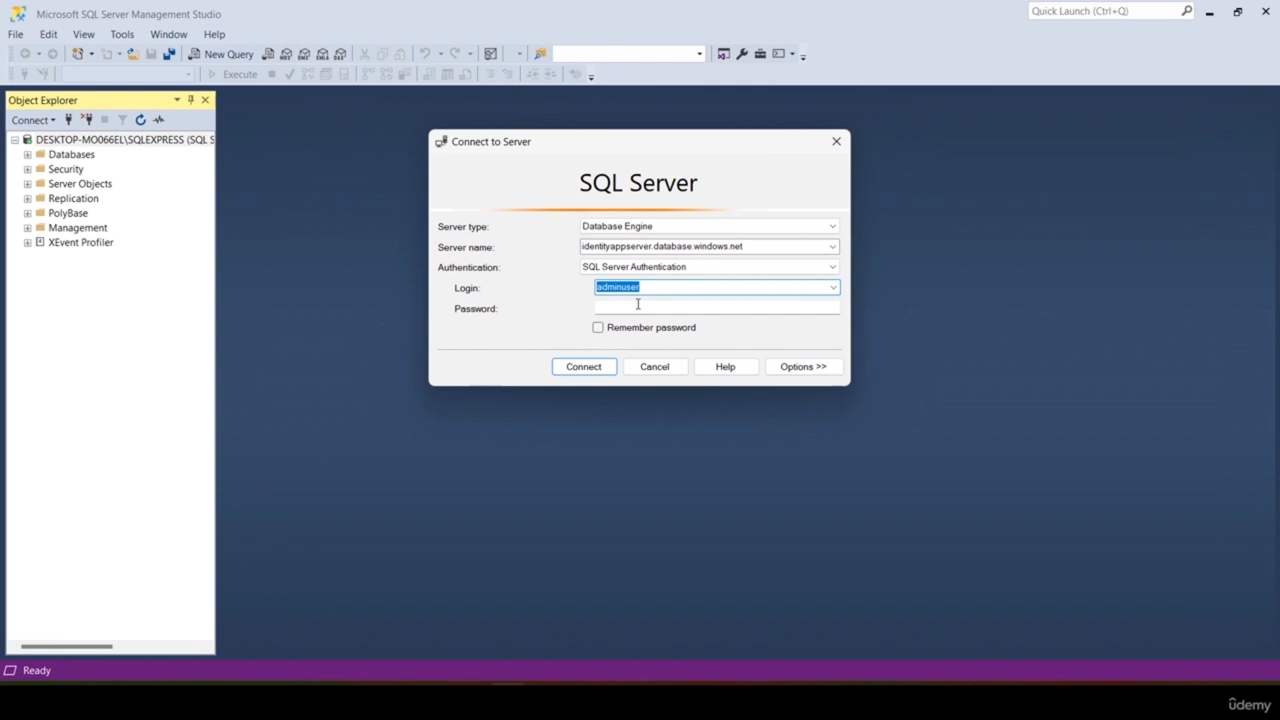 Microsoft SQL Server Management Studio
Quick Launch (Ctrl+Q)
File Edit View Tools Window Help
New Query
Execute
Object Explorer
Connect
DESKTOP-MO066EL\SQLEXPRESS (SQL S
Databases
Security
Server Objects
Replication
PolyBase
Management
XEvent Profiler
Connect to Server
SQL Server
Server type: Database Engine
Server name: identityappserver.database.windows.net
Authentication: SQL Server Authentication
Login: adminuser
Password:
Remember password
Connect Cancel Help Options >>
Ready
ûdemy